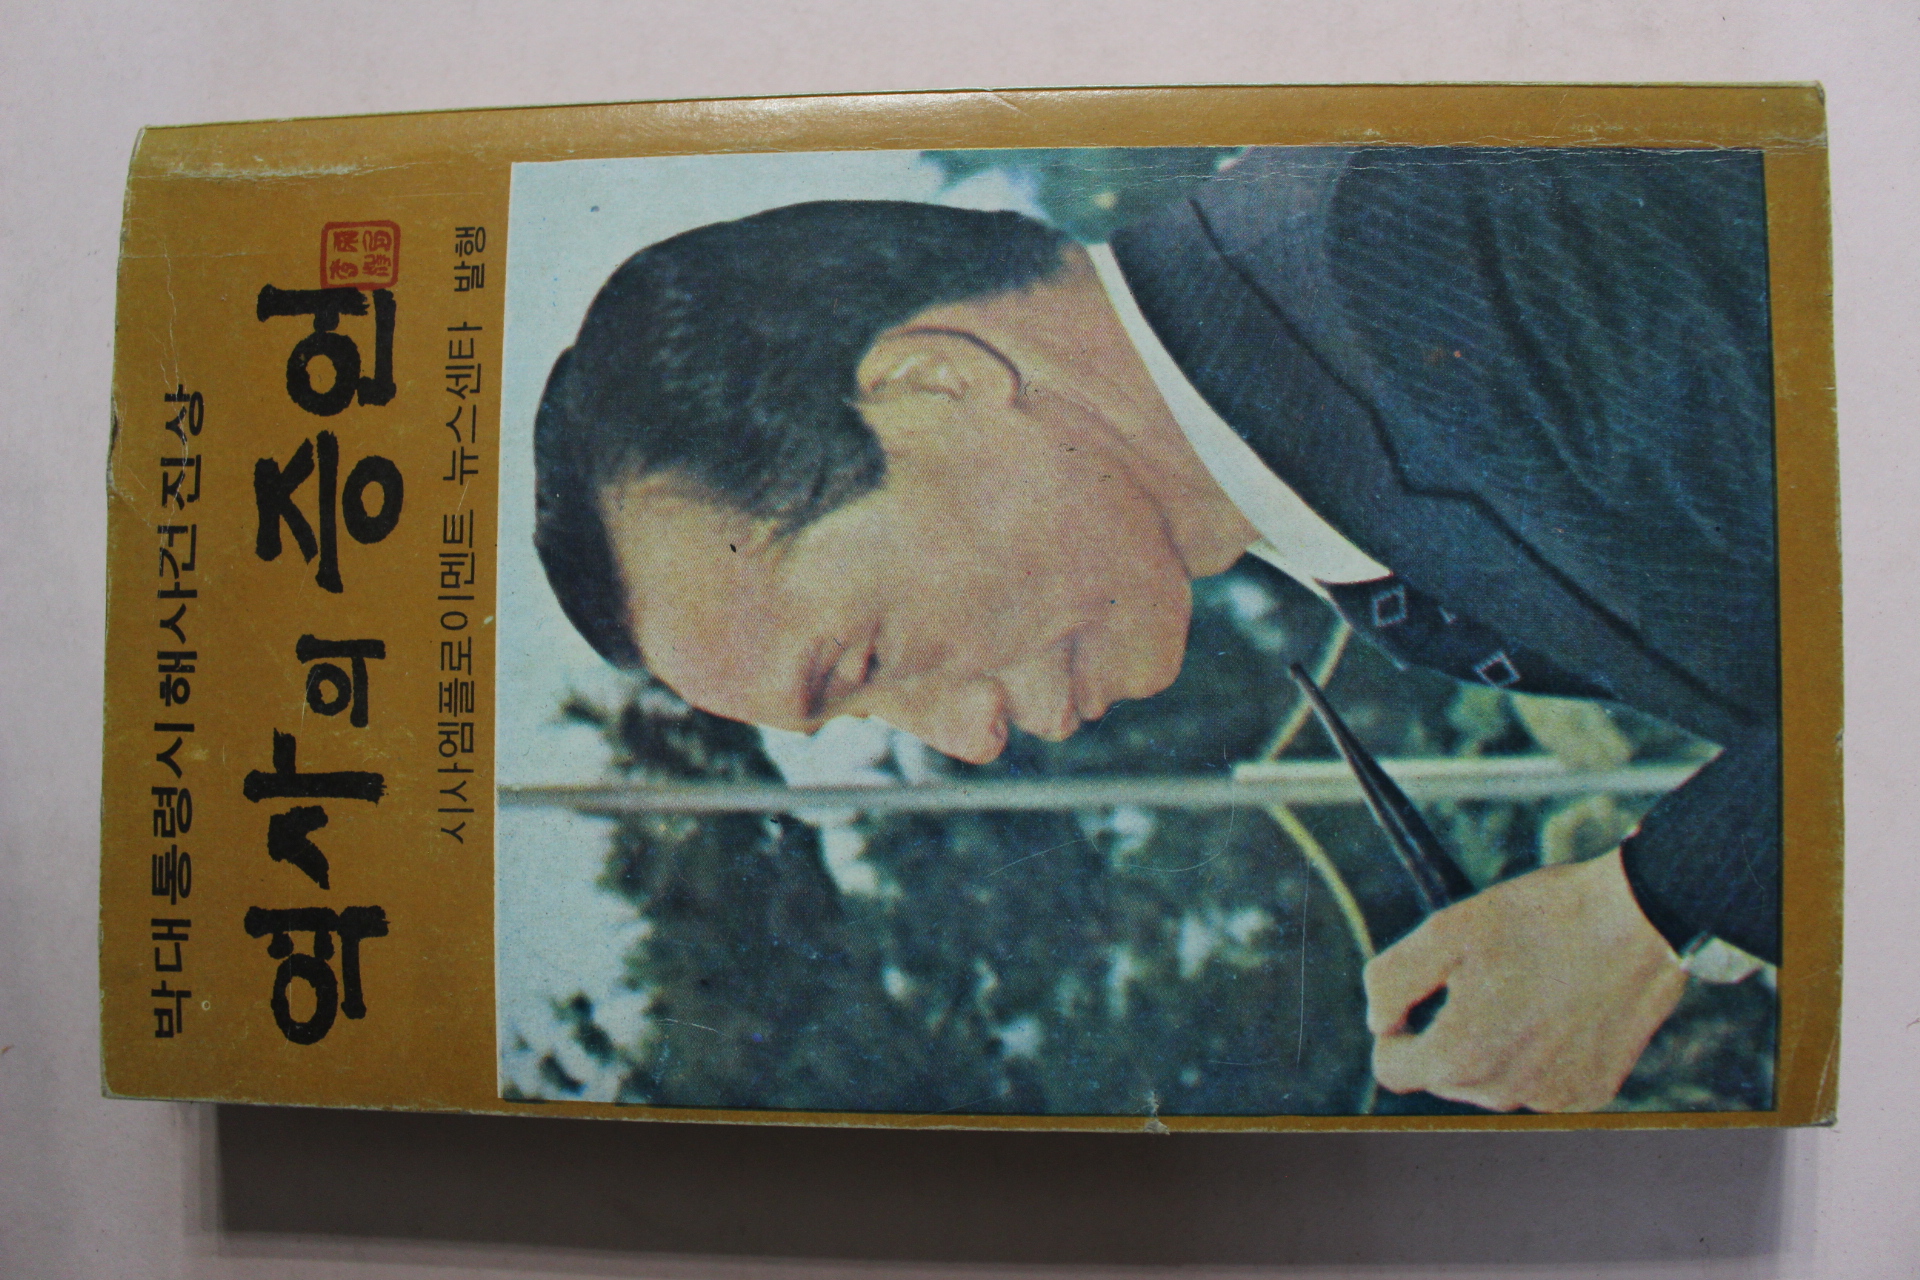 박대통령시해사건진상
역사의 증언
시사엠플로이멘트 뉴스센타 발행